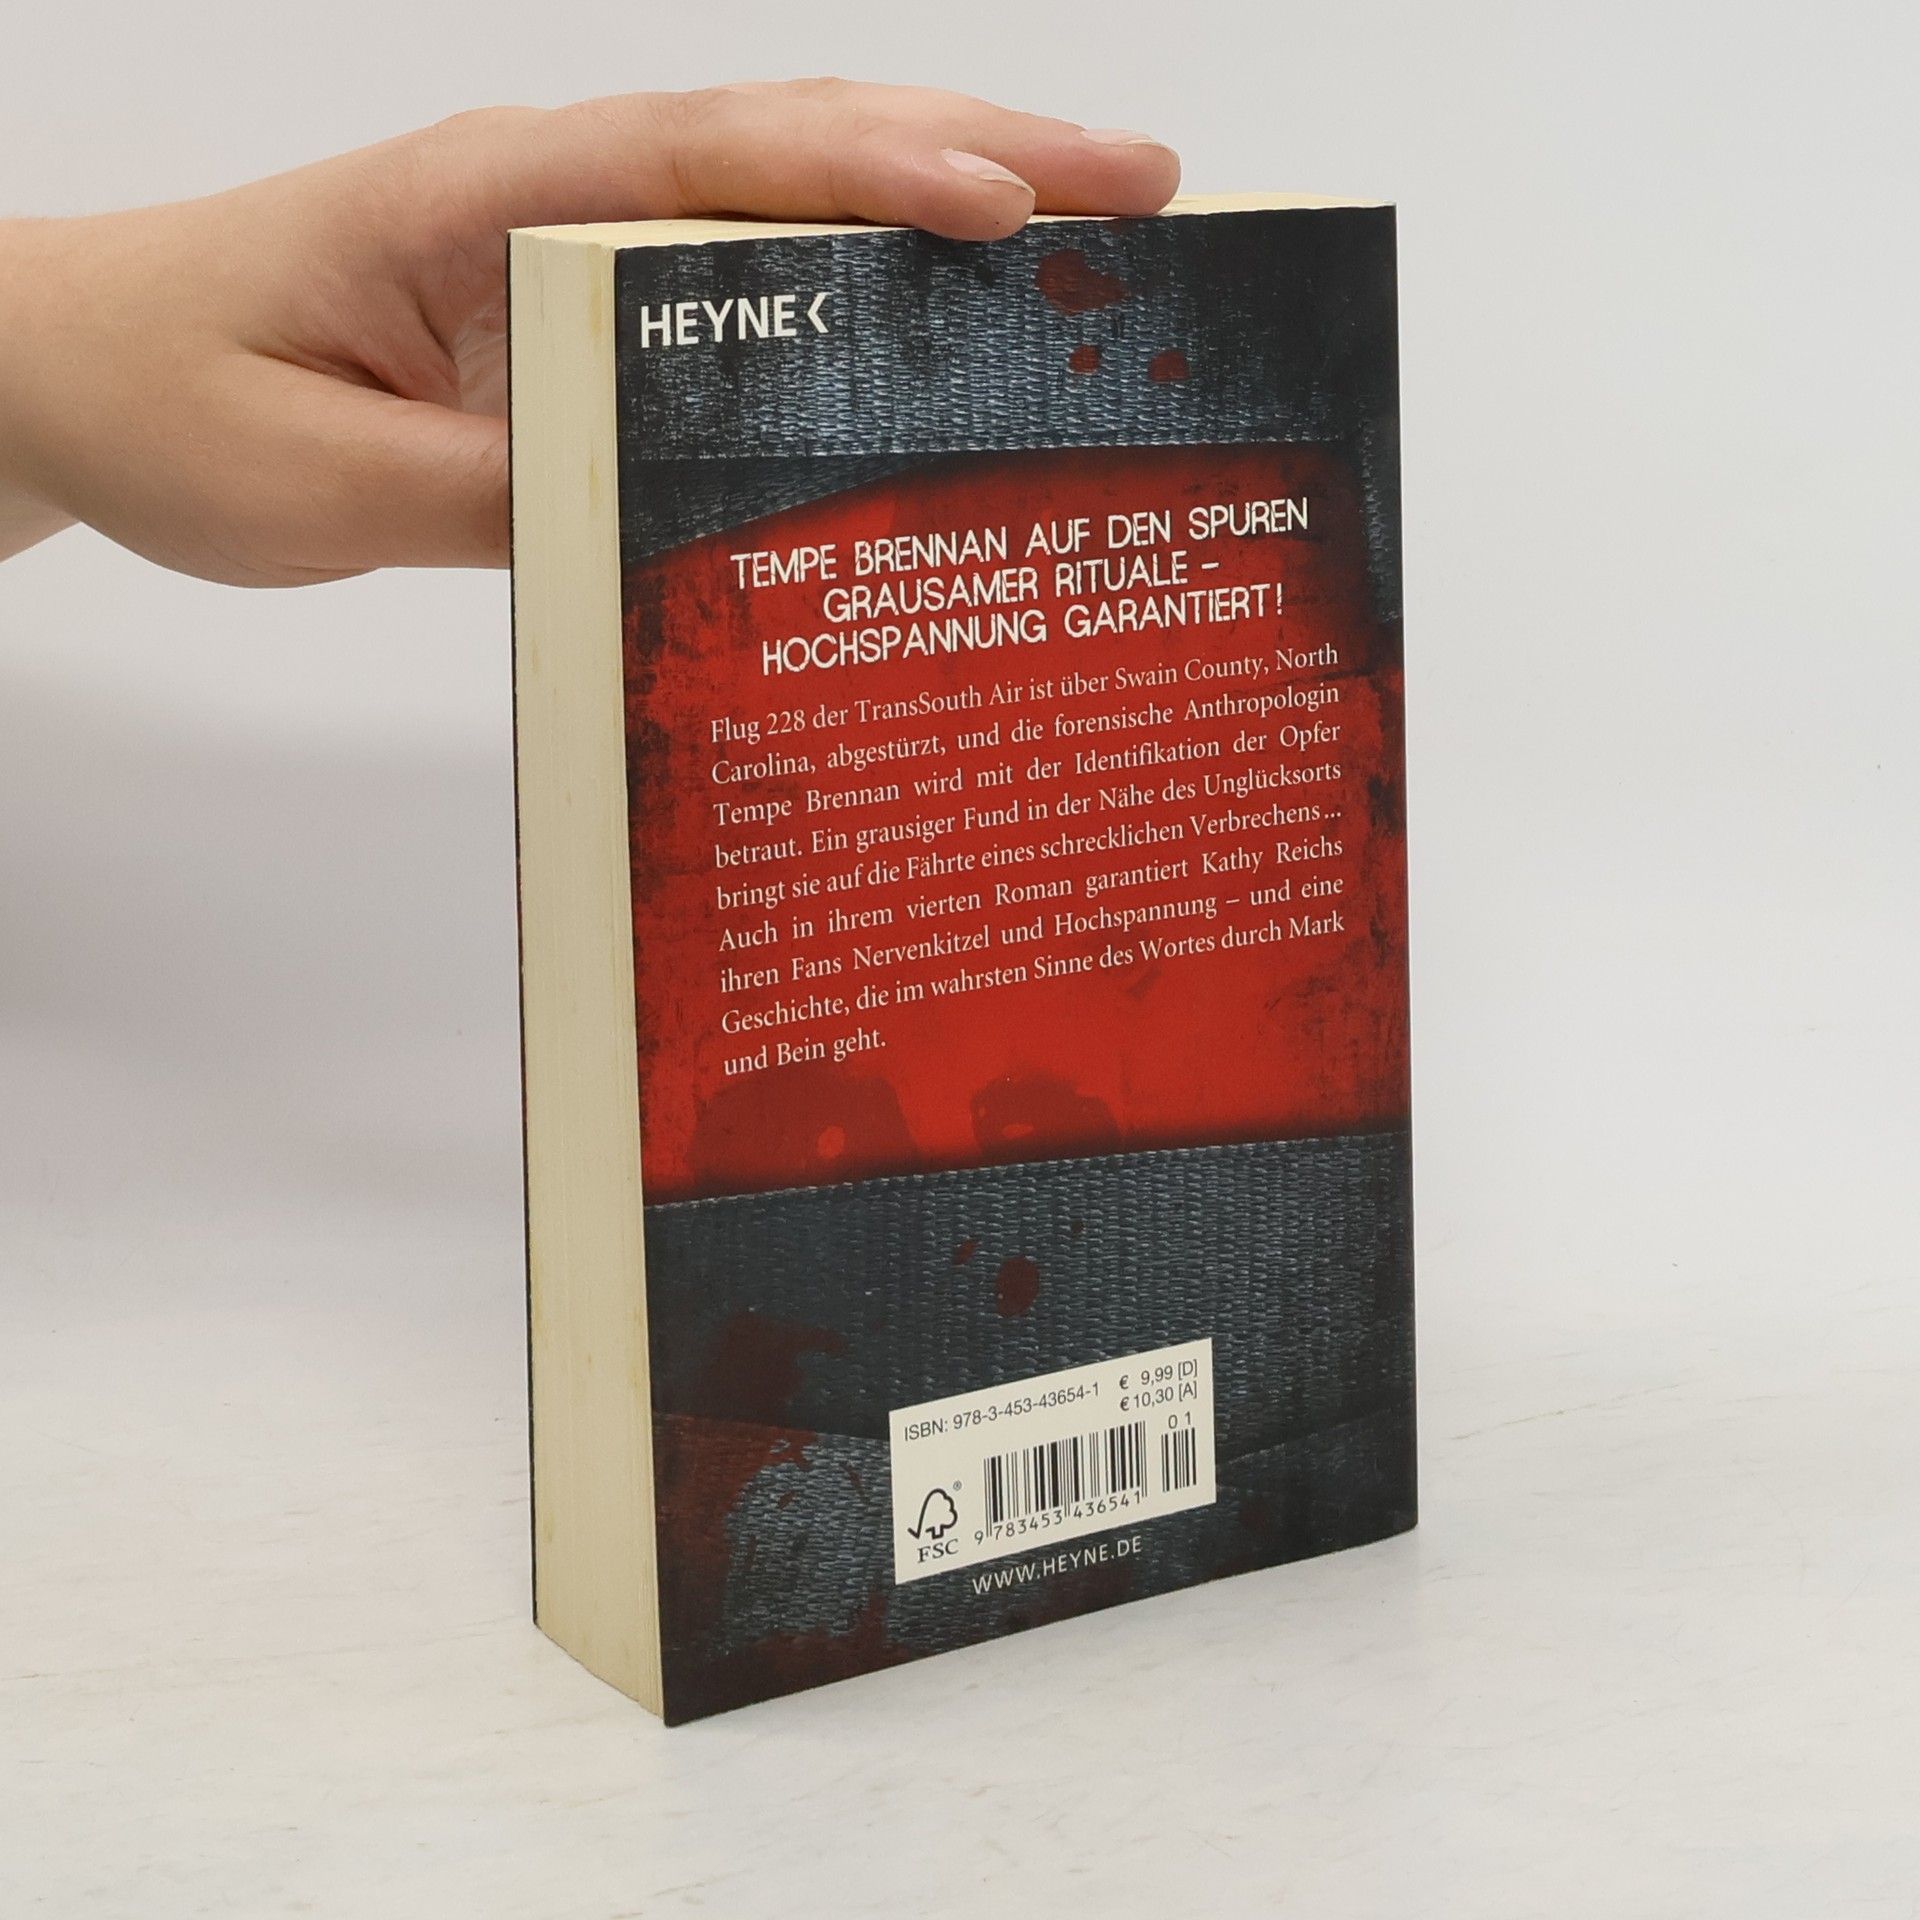 HEYNE<
TEMPE BRENNAN AUF DEN SPUREN
GRAUSAMER RITUALE –
HOCHSPANNUNG GARANTIERT!
Flug 228 der TransSouth Air ist über Swain County, North
Carolina, abgestürzt, und die forensische Anthropologin
Tempe Brennan wird mit der Identifikation der Opfer
betraut. Ein grausiger Fund in der Nähe des Unglücksorts
bringt sie auf die Fährte eines schrecklichen Verbrechens ...
Auch in ihrem vierten Roman garantiert Kathy Reichs
ihren Fans Nervenkitzel und Hochspannung – und eine
Geschichte, die im wahrsten Sinne des Wortes durch Mark
und Bein geht.
ISBN: 978-3-453-43654-1
€ 9,99 [D]
€ 10,30 [A]
01
9 783453 436541
®
FSC
WWW.HEYNE.DE